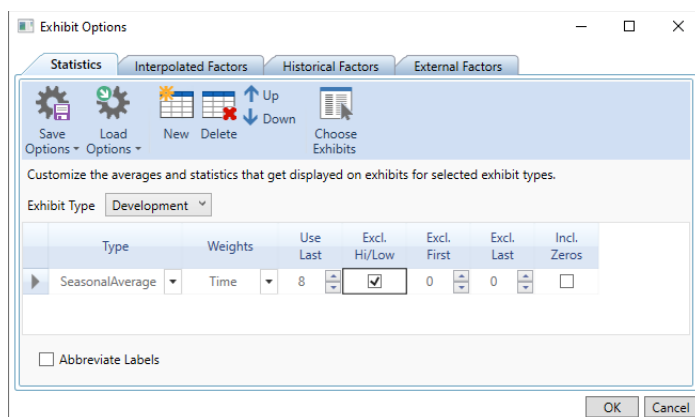 Exhibit Options
Statistics Interpolated Factors Historical Factors External Factors
Save Options Load Options New Delete Up Down Choose Exhibits
Customize the averages and statistics that get displayed on exhibits for selected exhibit types.
Exhibit Type Development
Type Weights Use Last Excl. Hi/Low Excl. First Excl. Last Incl. Zeros
SeasonalAverage Time 8 0 0
Abbreviate Labels
OK Cancel